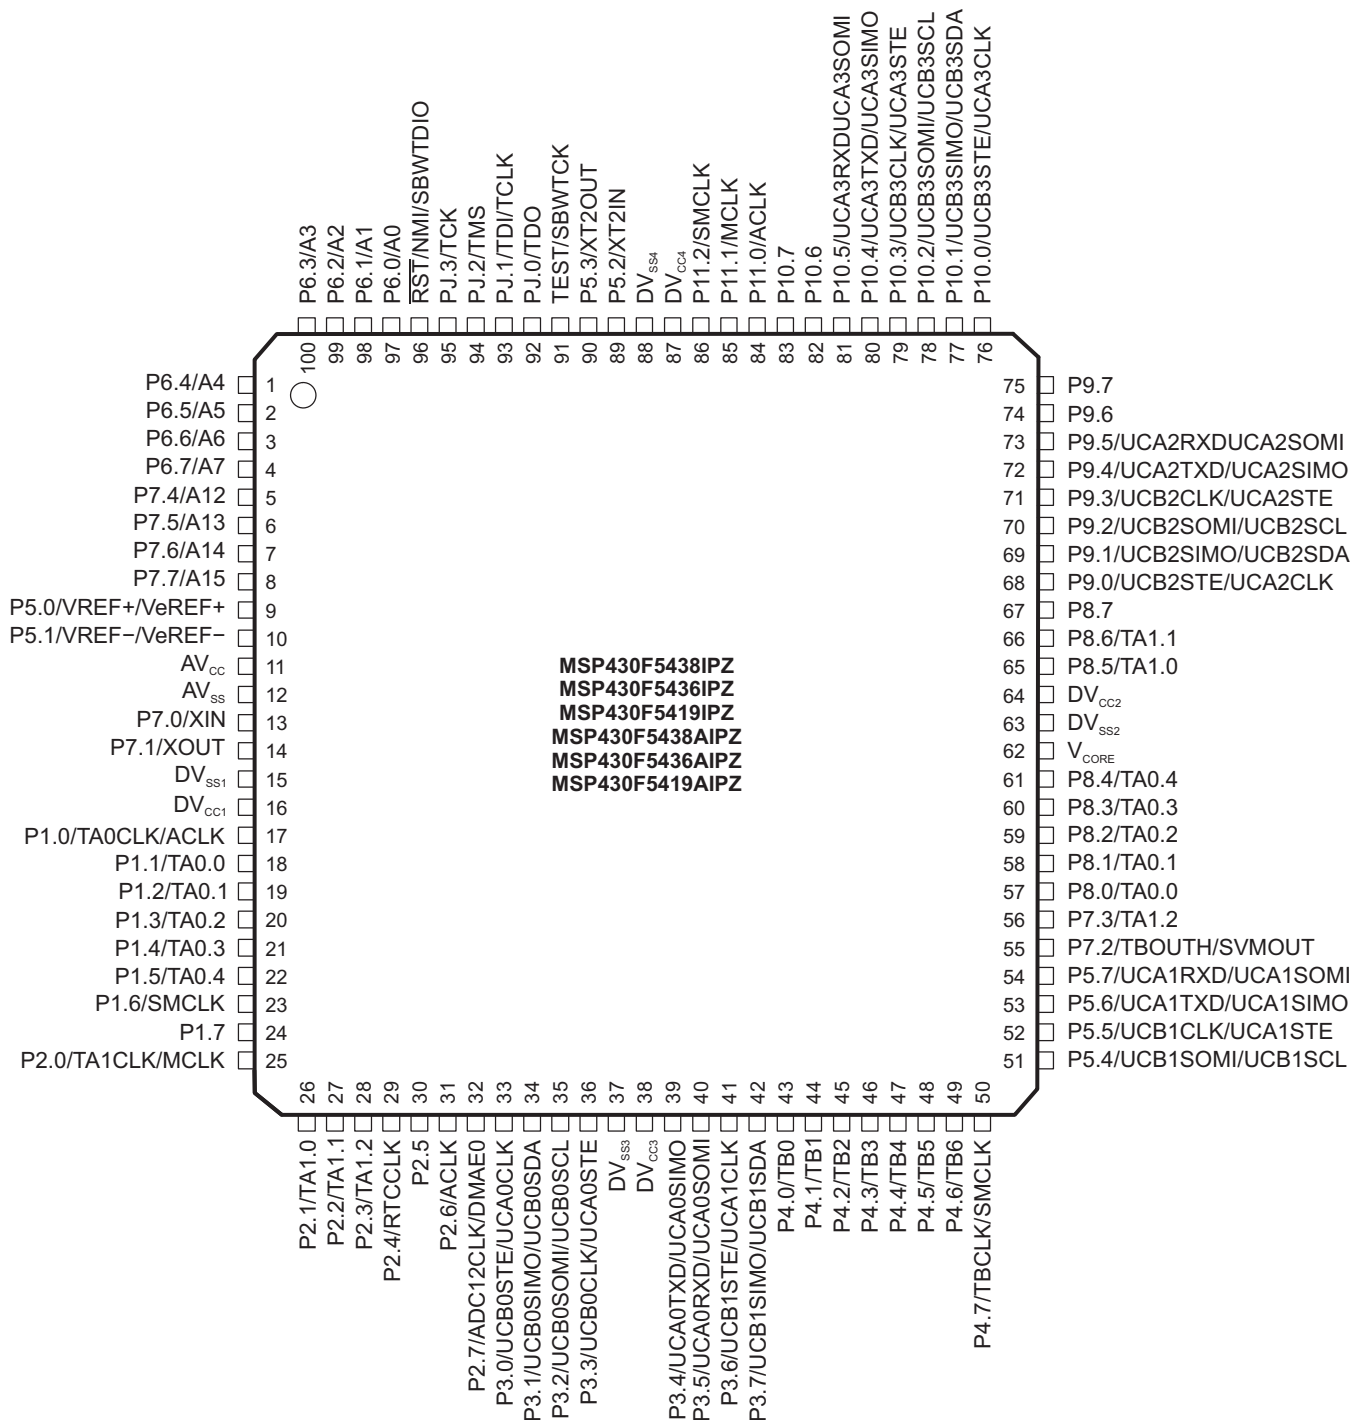 P6.3/A3
P6.2/A2
P6.1/A1
P6.0/A0
RST/NMI/SBWTDIO
PJ.3/TCK
PJ.2/TMS
PJ.1/TDI/TCLK
PJ.0/TDO
TEST/SBWTCK
P5.3/XT2OUT
P5.2/XT2IN
DVSS4
DVCC4
P11.2/SMCLK
P11.1/MCLK
P11.0/ACLK
P10.7
P10.6
P10.5/UCA3RXDUCA3SOMI
P10.4/UCA3TXD/UCA3SIMO
P10.3/UCB3CLK/UCA3STE
P10.2/UCB3SOMI/UCB3SCL
P10.1/UCB3SIMO/UCB3SDA
P10.0/UCB3STE/UCA3CLK
100
99
98
97
96
95
94
93
92
91
90
89
88
87
86
85
84
83
82
81
80
79
78
77
76
P6.4/A4 1
P6.5/A5 2
P6.6/A6 3
P6.7/A7 4
P7.4/A12 5
P7.5/A13 6
P7.6/A14 7
P7.7/A15 8
P5.0/VREF+/VeREF+ 9
P5.1/VREF−/VeREF− 10
AVCC 11
AVSS 12
P7.0/XIN 13
P7.1/XOUT 14
DVSS1 15
DVCC1 16
P1.0/TA0CLK/ACLK 17
P1.1/TA0.0 18
P1.2/TA0.1 19
P1.3/TA0.2 20
P1.4/TA0.3 21
P1.5/TA0.4 22
P1.6/SMCLK 23
P1.7 24
P2.0/TA1CLK/MCLK 25
MSP430F5438IPZ
MSP430F5436IPZ
MSP430F5419IPZ
MSP430F5438AIPZ
MSP430F5436AIPZ
MSP430F5419AIPZ
75 P9.7
74 P9.6
73 P9.5/UCA2RXDUCA2SOMI
72 P9.4/UCA2TXD/UCA2SIMO
71 P9.3/UCB2CLK/UCA2STE
70 P9.2/UCB2SOMI/UCB2SCL
69 P9.1/UCB2SIMO/UCB2SDA
68 P9.0/UCB2STE/UCA2CLK
67 P8.7
66 P8.6/TA1.1
65 P8.5/TA1.0
64 DVCC2
63 DVSS2
62 VCORE
61 P8.4/TA0.4
60 P8.3/TA0.3
59 P8.2/TA0.2
58 P8.1/TA0.1
57 P8.0/TA0.0
56 P7.3/TA1.2
55 P7.2/TBOUTH/SVMOUT
54 P5.7/UCA1RXD/UCA1SOMI
53 P5.6/UCA1TXD/UCA1SIMO
52 P5.5/UCB1CLK/UCA1STE
51 P5.4/UCB1SOMI/UCB1SCL
26
27
28
29
30
31
32
33
34
35
36
37
38
39
40
41
42
43
44
45
46
47
48
49
50
P2.1/TA1.0
P2.2/TA1.1
P2.3/TA1.2
P2.4/RTCCLK
P2.5
P2.6/ACLK
P2.7/ADC12CLK/DMAE0
P3.0/UCB0STE/UCA0CLK
P3.1/UCB0SIMO/UCB0SDA
P3.2/UCB0SOMI/UCB0SCL
P3.3/UCB0CLK/UCA0STE
DVSS3
DVCC3
P3.4/UCA0TXD/UCA0SIMO
P3.5/UCA0RXD/UCA0SOMI
P3.6/UCB1STE/UCA1CLK
P3.7/UCB1SIMO/UCB1SDA
P4.0/TB0
P4.1/TB1
P4.2/TB2
P4.3/TB3
P4.4/TB4
P4.5/TB5
P4.6/TB6
P4.7/TBCLK/SMCLK